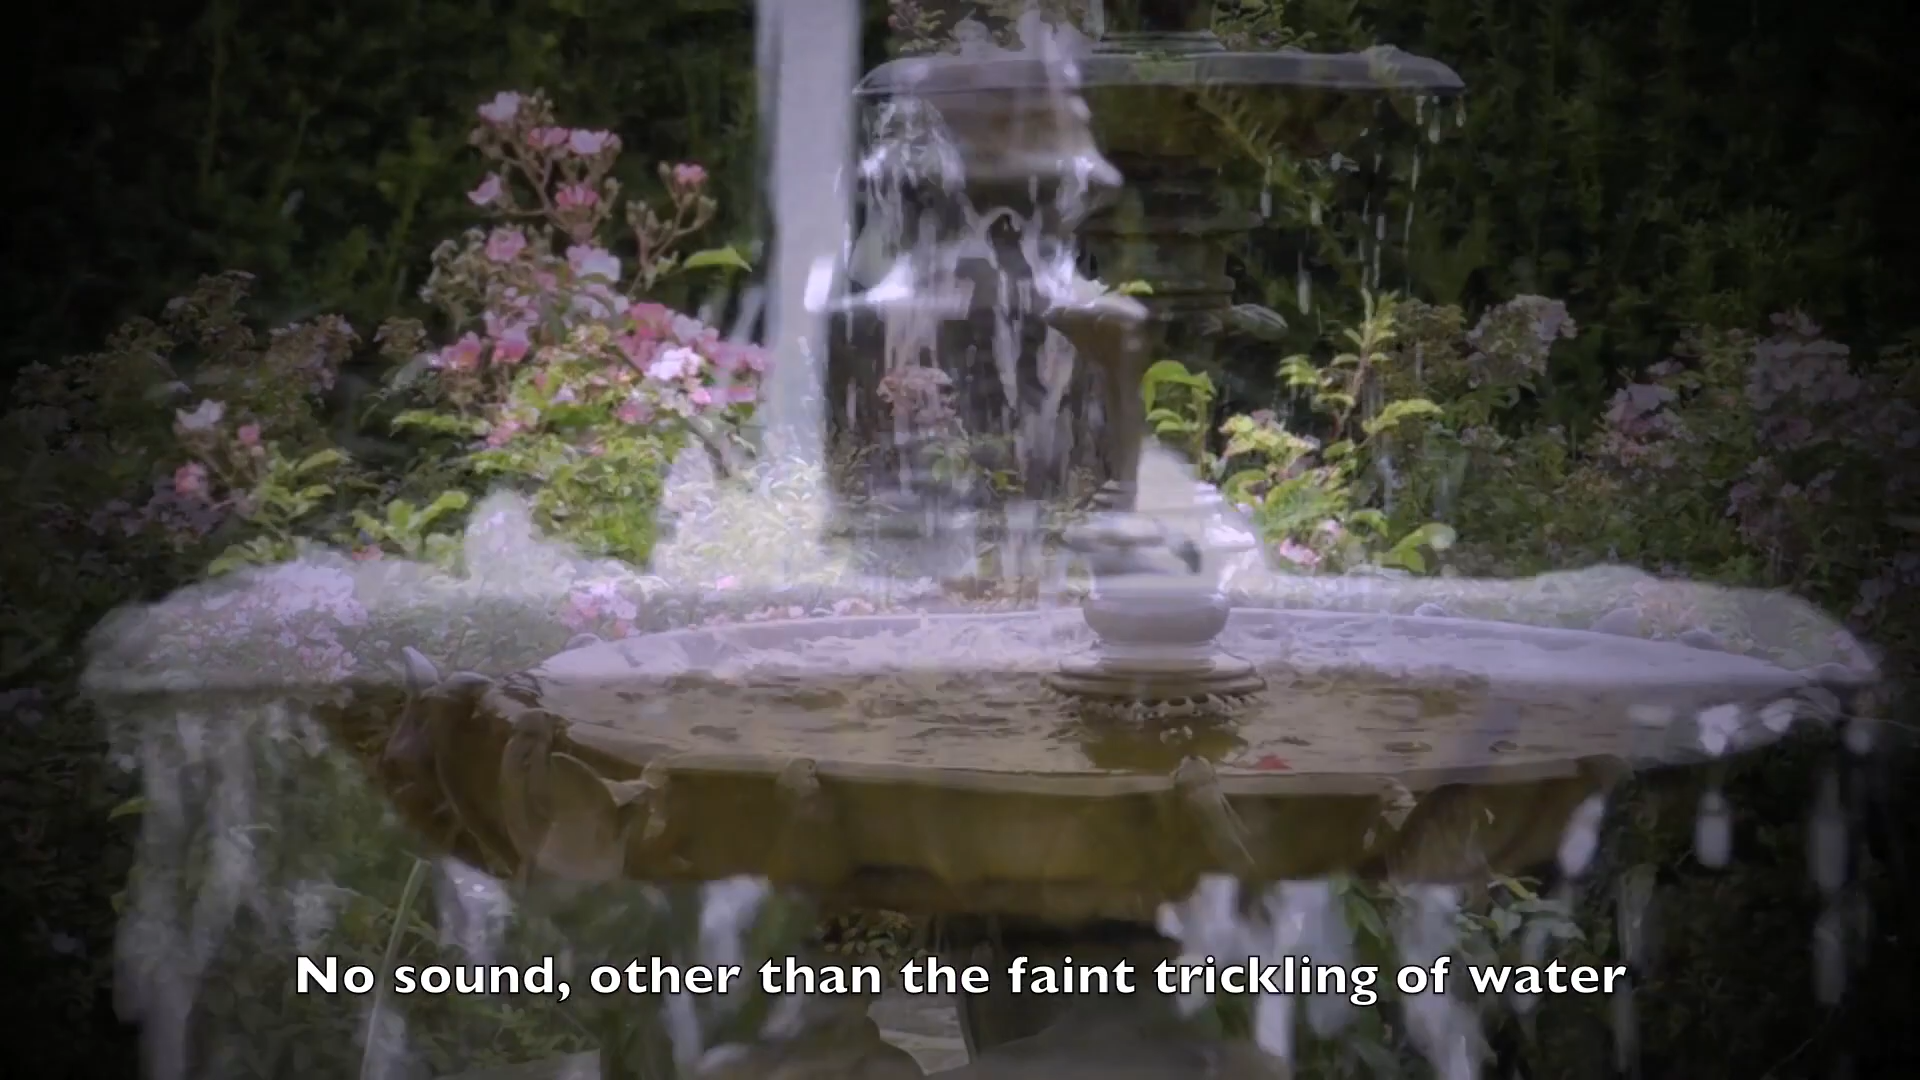 No sound, other than the faint trickling of water